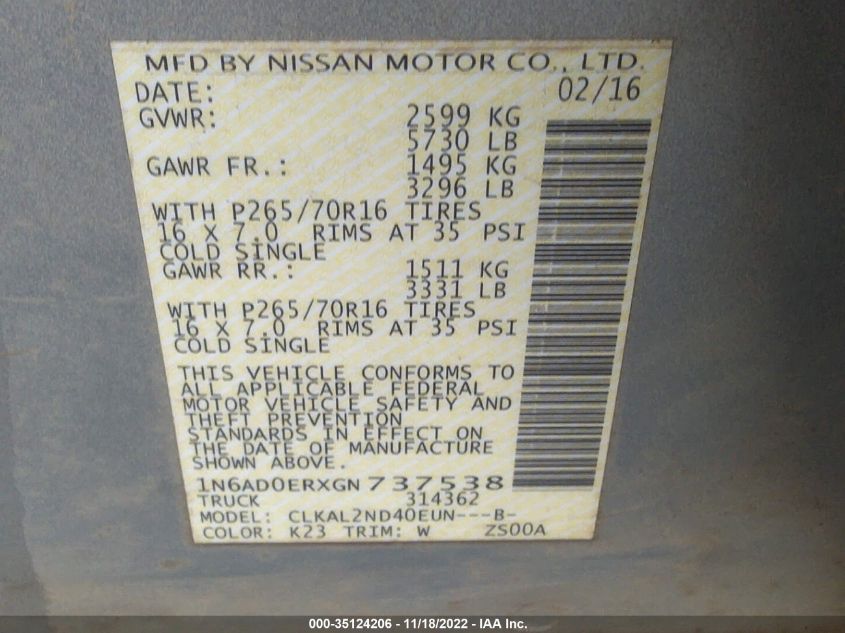 MFD BY NISSAN MOTOR CO., LTD.
DATE: 02/16
GVWR: 2599 KG
5730 LB
GAWR FR.: 1495 KG
3296 LB
WITH P265/70R16 TIRES
16 X 7.0 RIMS AT 35 PSI
COLD SINGLE
GAWR RR.: 1511 KG
3331 LB
WITH P265/70R16 TIRES
16 X 7.0 RIMS AT 35 PSI
COLD SINGLE
THIS VEHICLE CONFORMS TO
ALL APPLICABLE FEDERAL
MOTOR VEHICLE SAFETY AND
THEFT PREVENTION
STANDARDS IN EFFECT ON
THE DATE OF MANUFACTURE
SHOWN ABOVE.
1N6AD0ERXGN737538
TRUCK 314362
MODEL: CLKAL2ND40EUN---B-
COLOR: K23 TRIM: W ZS00A
000-35124206 - 11/18/2022 - IAA Inc.